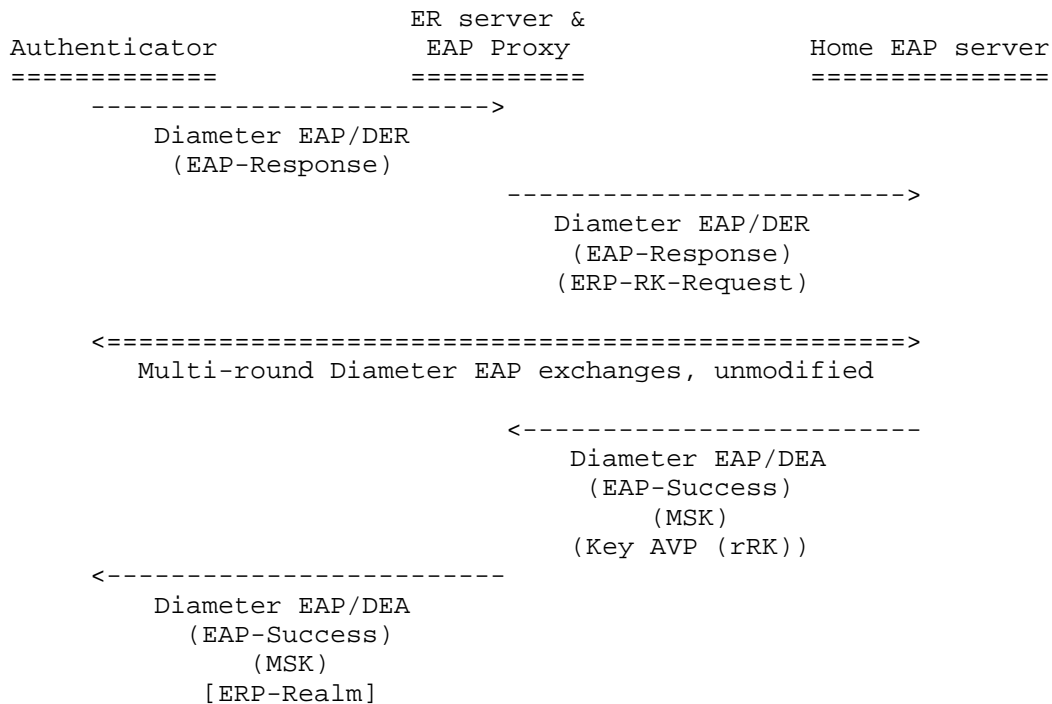 ER server &
Authenticator             EAP Proxy               Home EAP server
=============            ===========              ===============
     ------------------------->
         Diameter EAP/DER
          (EAP-Response)
                               ------------------------->
                                  Diameter EAP/DER
                                   (EAP-Response)
                                  (ERP-RK-Request)
     <==================================================>
        Multi-round Diameter EAP exchanges, unmodified
                               <-------------------------
                                   Diameter EAP/DEA
                                    (EAP-Success)
                                        (MSK)
                                   (Key AVP (rRK))
     <-------------------------
         Diameter EAP/DEA
           (EAP-Success)
               (MSK)
            [ERP-Realm]